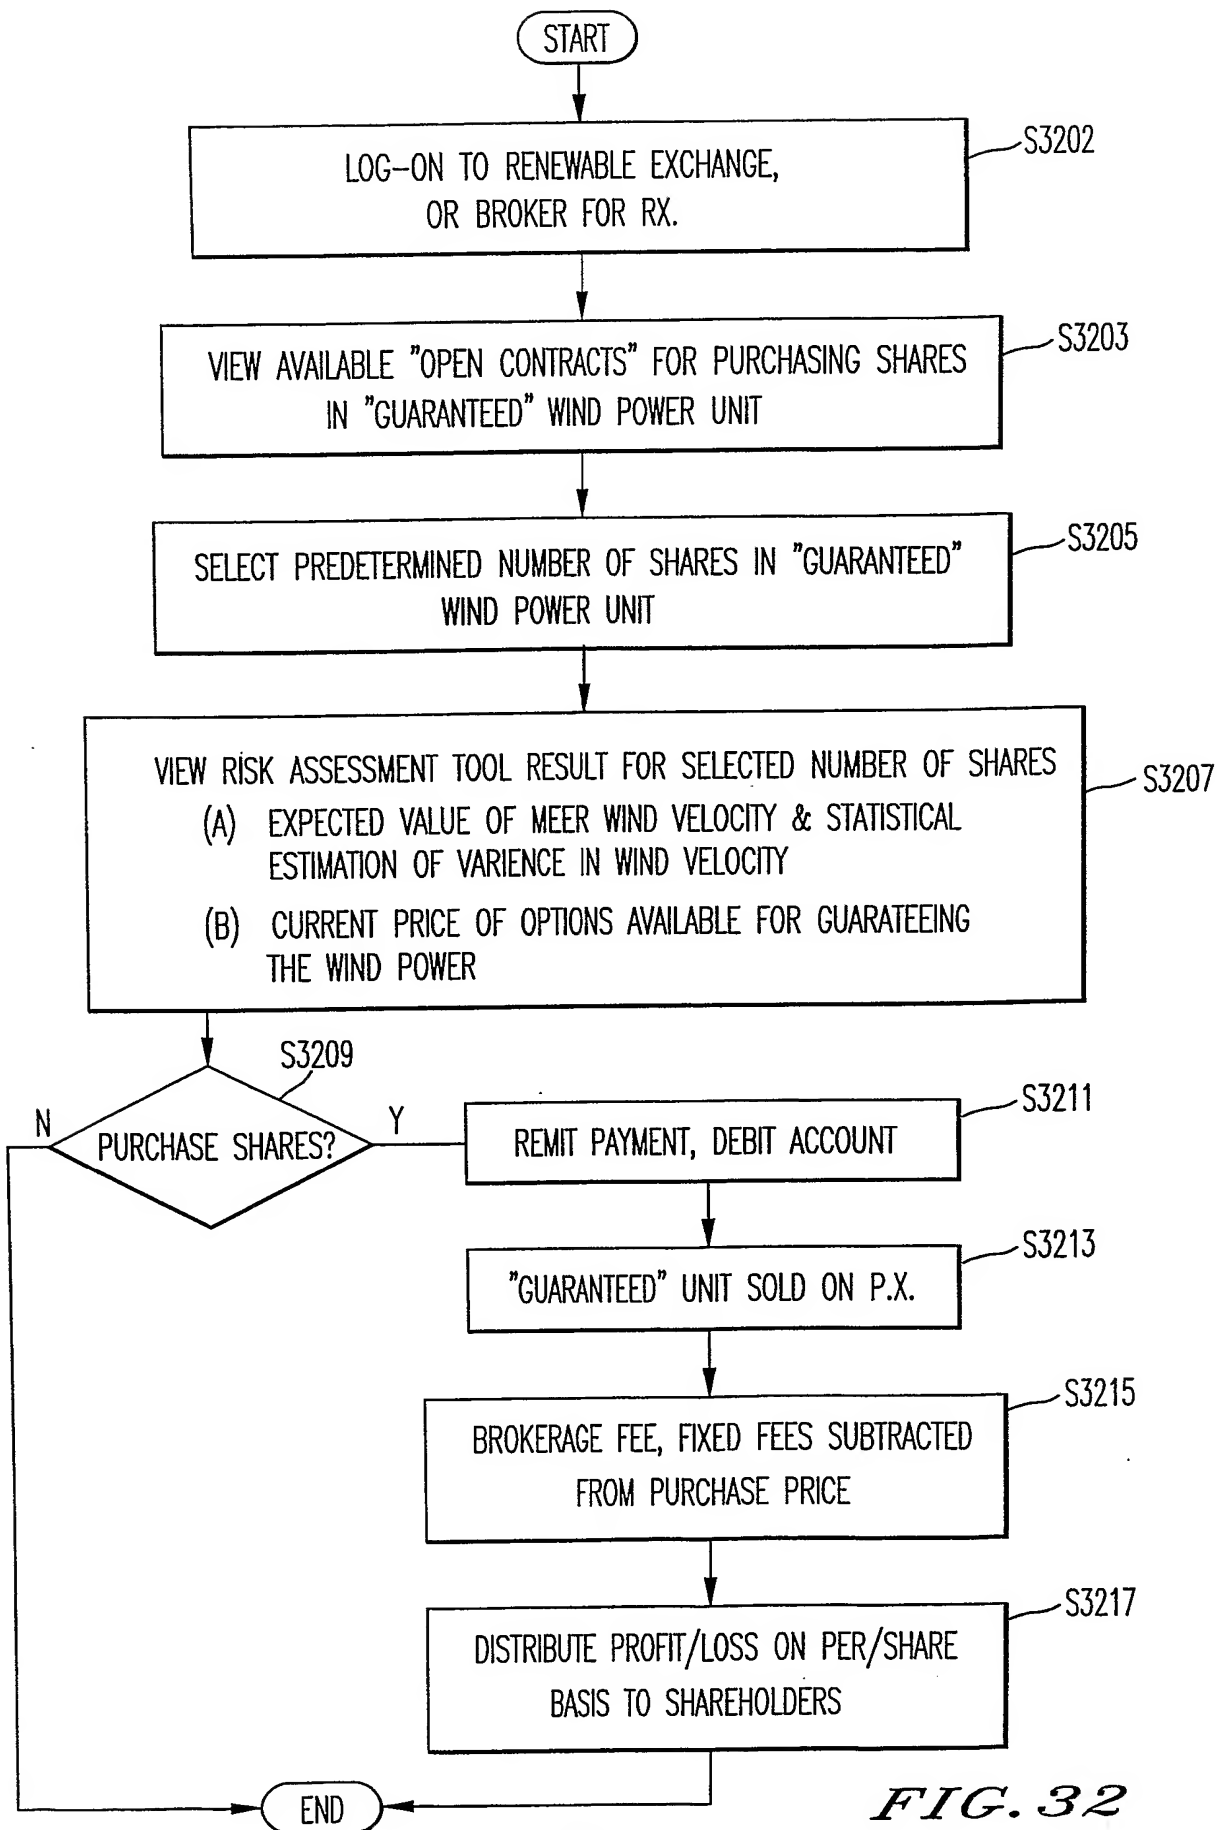 START
LOG-ON TO RENEWABLE EXCHANGE,
OR BROKER FOR RX.
S3202
VIEW AVAILABLE "OPEN CONTRACTS" FOR PURCHASING SHARES
IN "GUARANTEED" WIND POWER UNIT
S3203
SELECT PREDETERMINED NUMBER OF SHARES IN "GUARANTEED"
WIND POWER UNIT
S3205
VIEW RISK ASSESSMENT TOOL RESULT FOR SELECTED NUMBER OF SHARES
(A) EXPECTED VALUE OF MEER WIND VELOCITY & STATISTICAL
ESTIMATION OF VARIENCE IN WIND VELOCITY
(B) CURRENT PRICE OF OPTIONS AVAILABLE FOR GUARATEEING
THE WIND POWER
S3207
S3209
N
PURCHASE SHARES?
Y
REMIT PAYMENT, DEBIT ACCOUNT
S3211
"GUARANTEED" UNIT SOLD ON P.X.
S3213
BROKERAGE FEE, FIXED FEES SUBTRACTED
FROM PURCHASE PRICE
S3215
DISTRIBUTE PROFIT/LOSS ON PER/SHARE
BASIS TO SHAREHOLDERS
S3217
END
FIG. 32